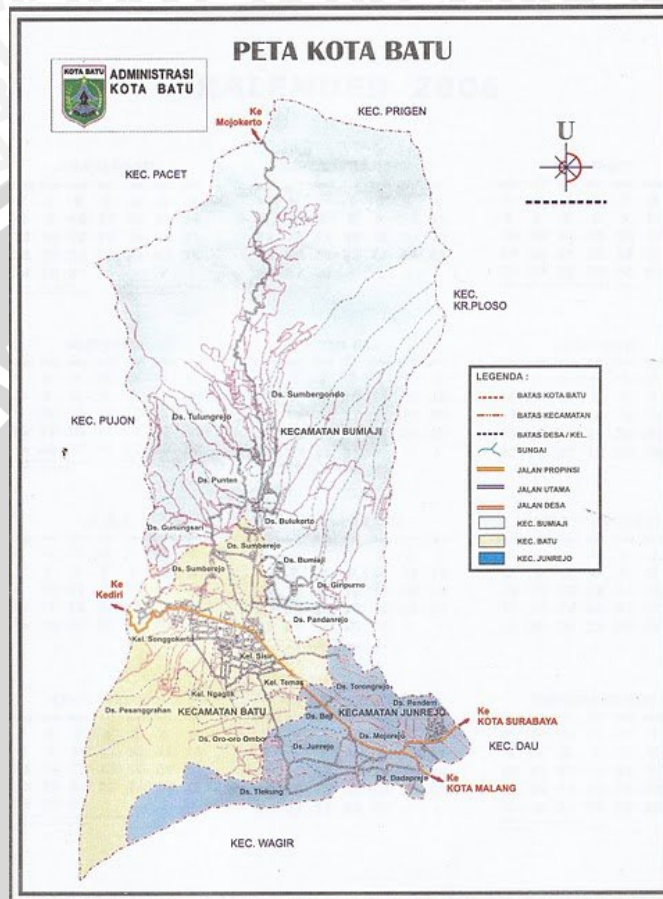 PETA KOTA BATU
KOTA BATU
ADMINISTRASI
KOTA BATU
Ke
Mojokerto
KEC. PRIGEN
U
KEC. PACET
KEC.
KR.PLOSO
KEC. PUJON
Ds. Sumbergondo
Ds. Tulungrejo
KECAMATAN BUMIAJI
Ds. Punten
Ds. Bulukerto
Ds. Gunungsari
Ds. Sumberejo
Ds. Bumiaji
Ds. Sumberejo
Ds. Giripurno
Ke
Kediri
Ds. Pandanrejo
Kel. Songgokerto
Kel. Sisir
Kel. Temas
Ds. Torongrejo
Kel. Ngaglik
Ds. Pendem
Ds. Pesanggrahan
KECAMATAN BATU
Ds. Beji
KECAMATAN JUNREJO
Ke
KOTA SURABAYA
Ds. Oro-oro Ombo
Ds. Mojorejo
Ds. Junrejo
KEC. DAU
Ds. Dadaprejo
Ke
KOTA MALANG
Ds. Tlekung
KEC. WAGIR
LEGENDA :
BATAS KOTA BATU
BATAS KECAMATAN
BATAS DESA / KEL.
SUNGAI
JALAN PROPINSI
JALAN UTAMA
JALAN DESA
KEC. BUMIAJI
KEC. BATU
KEC. JUNREJO